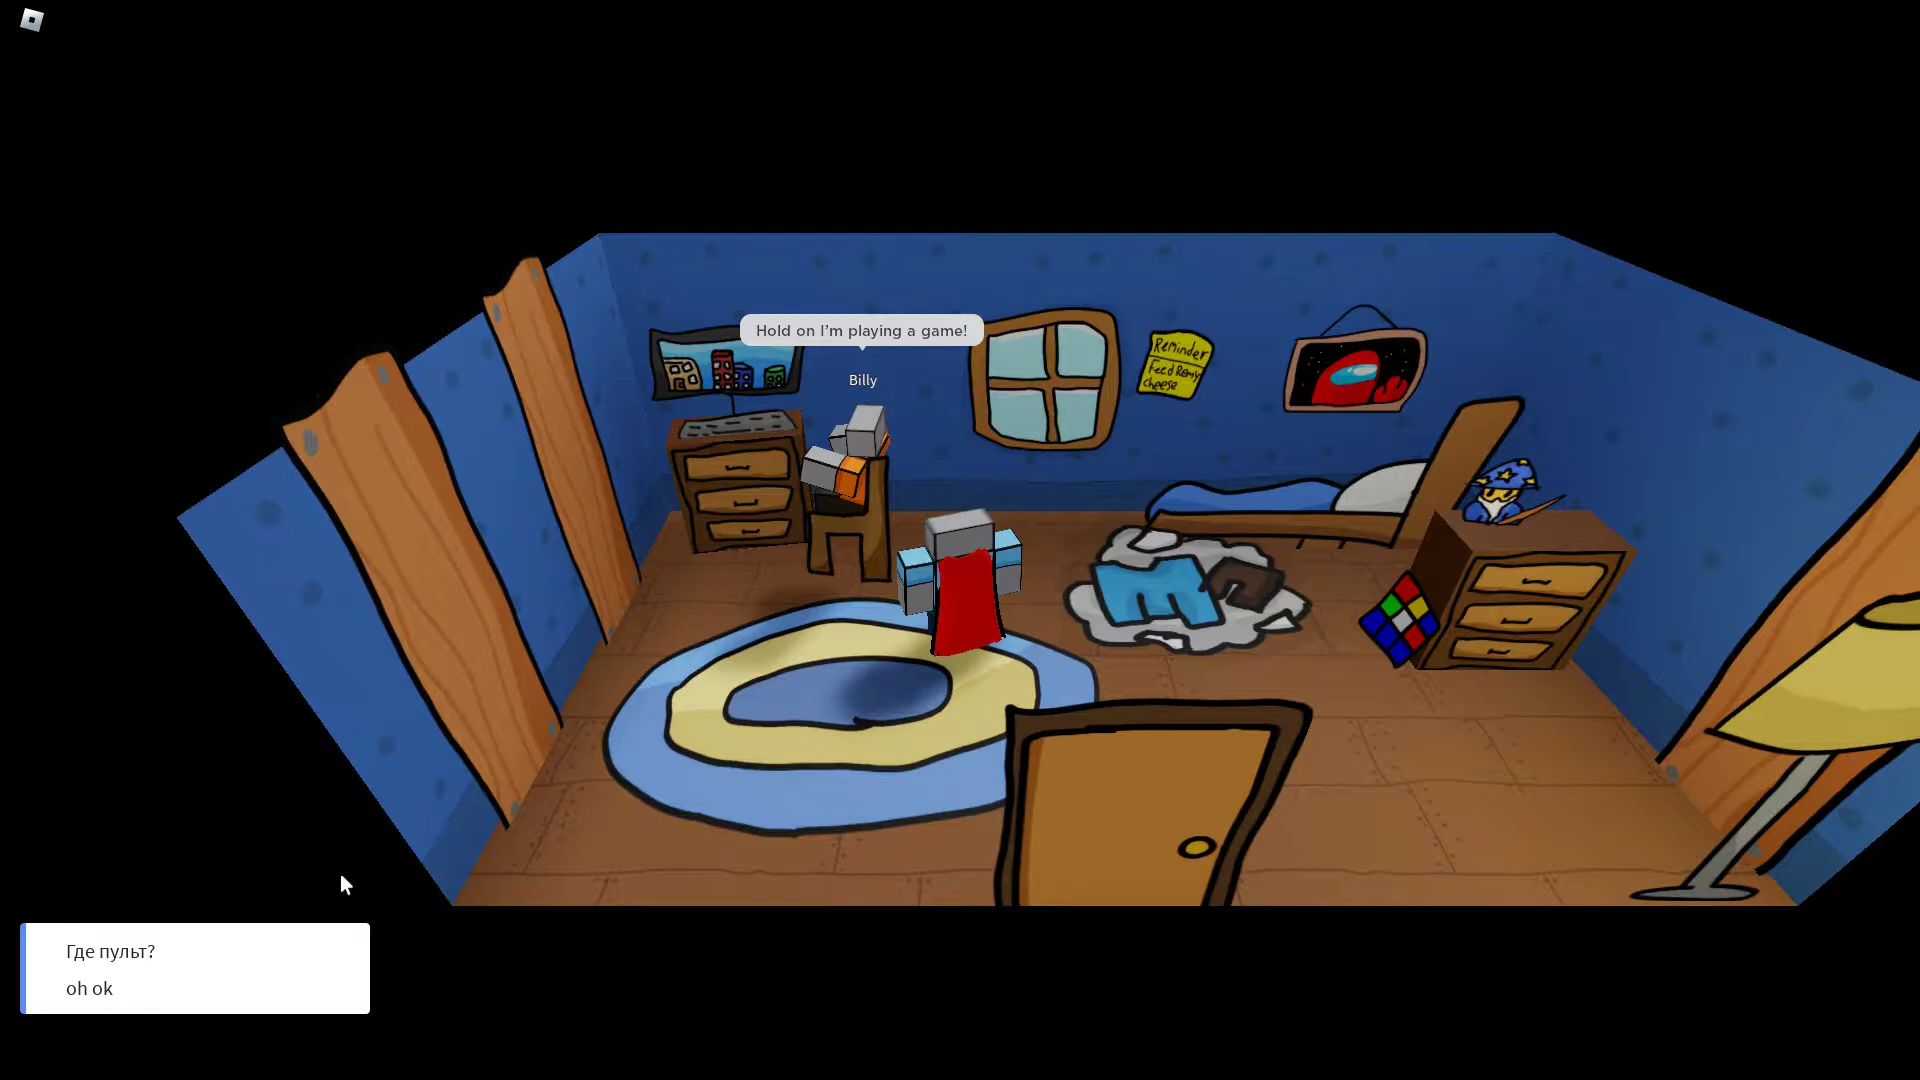 Hold on I'm playing a game!
Billy
Reminder
Feed Remy
cheese
Где пульт?
oh ok